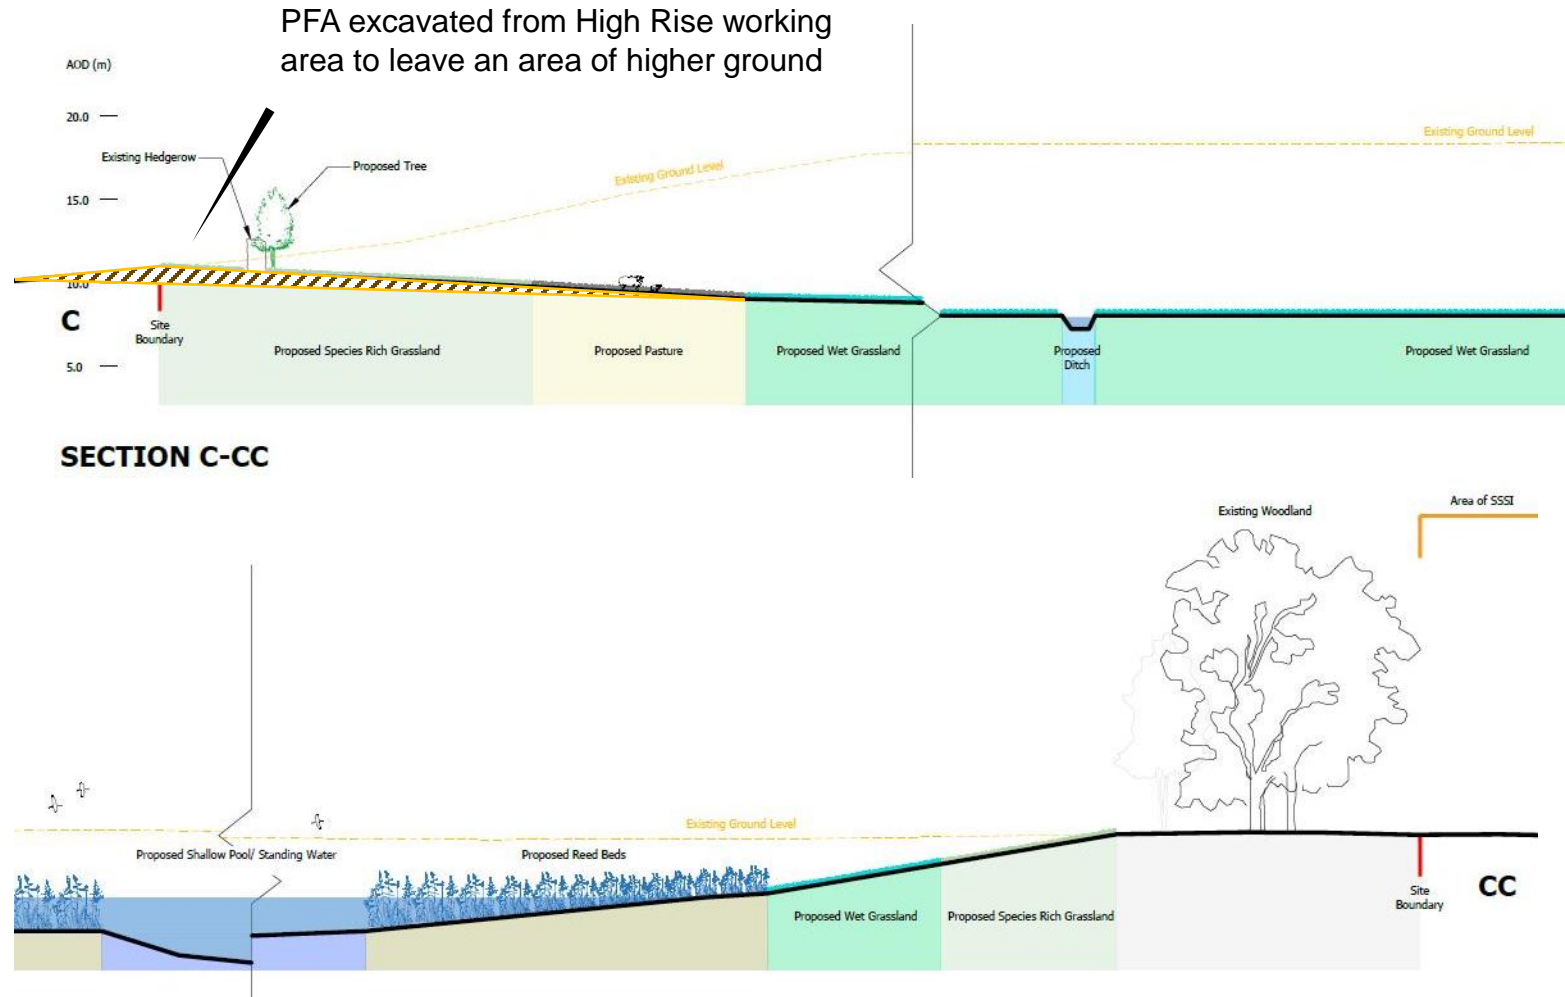 PFA excavated from High Rise working
area to leave an area of higher ground
AOD (m)
20.0
Existing Ground Level
Existing Hedgerow
Proposed Tree
Existing Ground Level
15.0
10.0
C
Site
Boundary
Proposed Species Rich Grassland
Proposed Pasture
Proposed Wet Grassland
Proposed
Ditch
Proposed Wet Grassland
5.0
SECTION C-CC
Area of SSSI
Existing Woodland
Existing Ground Level
Proposed Shallow Pool/ Standing Water
Proposed Reed Beds
Site
Boundary
CC
Proposed Wet Grassland
Proposed Species Rich Grassland